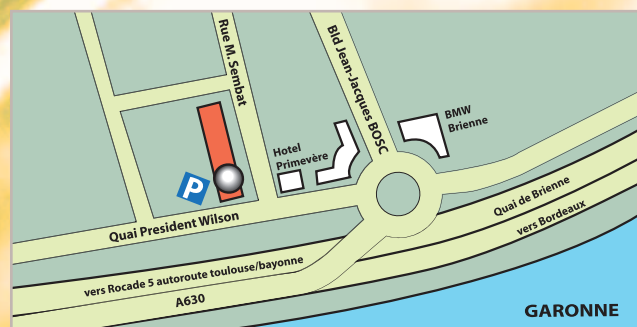 Rue M. Sembat
Bld Jean-Jacques BOSC
BMW
Brienne
Hotel
Primevère
P
Quai President Wilson
Quai de Brienne
vers Bordeaux
vers Rocade 5 autoroute toulouse/bayonne
A630
GARONNE